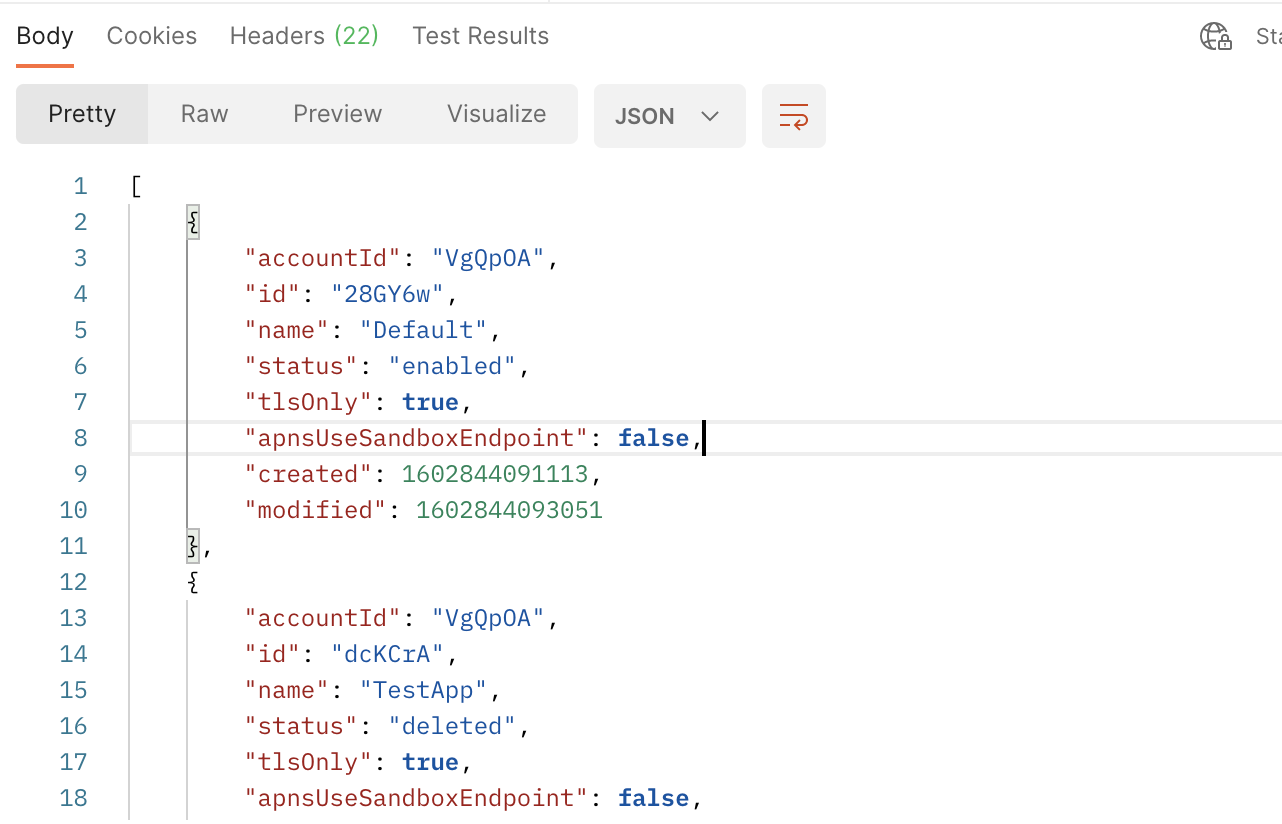 Body Cookies Headers (22) Test Results
Pretty Raw Preview Visualize JSON
1 [
2 {
3 "accountId": "VgQpOA",
4 "id": "28GY6w",
5 "name": "Default",
6 "status": "enabled",
7 "tlsOnly": true,
8 "apnsUseSandboxEndpoint": false,
9 "created": 1602844091113,
10 "modified": 1602844093051
11 },
12 {
13 "accountId": "VgQpOA",
14 "id": "dcKCrA",
15 "name": "TestApp",
16 "status": "deleted",
17 "tlsOnly": true,
18 "apnsUseSandboxEndpoint": false,